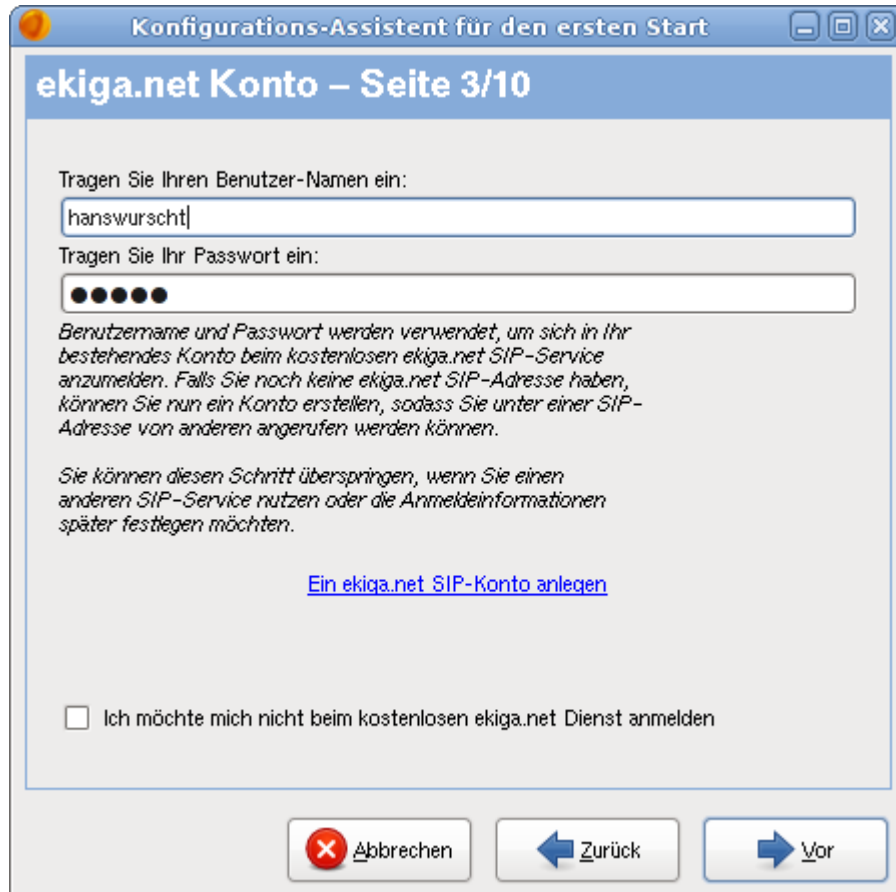 Konfigurations-Assistent für den ersten Start
ekiga.net Konto – Seite 3/10
Tragen Sie Ihren Benutzer-Namen ein:
hanswurscht
Tragen Sie Ihr Passwort ein:
●●●●●
Benutzername und Passwort werden verwendet, um sich in Ihr
bestehendes Konto beim kostenlosen ekiga.net SIP-Service
anzumelden. Falls Sie noch keine ekiga.net SIP-Adresse haben,
können Sie nun ein Konto erstellen, sodass Sie unter einer SIP-
Adresse von anderen angerufen werden können.
Sie können diesen Schritt überspringen, wenn Sie einen
anderen SIP-Service nutzen oder die Anmeldeinformationen
später festlegen möchten.
Ein ekiga.net SIP-Konto anlegen
Ich möchte mich nicht beim kostenlosen ekiga.net Dienst anmelden
Abbrechen
Zurück
Vor